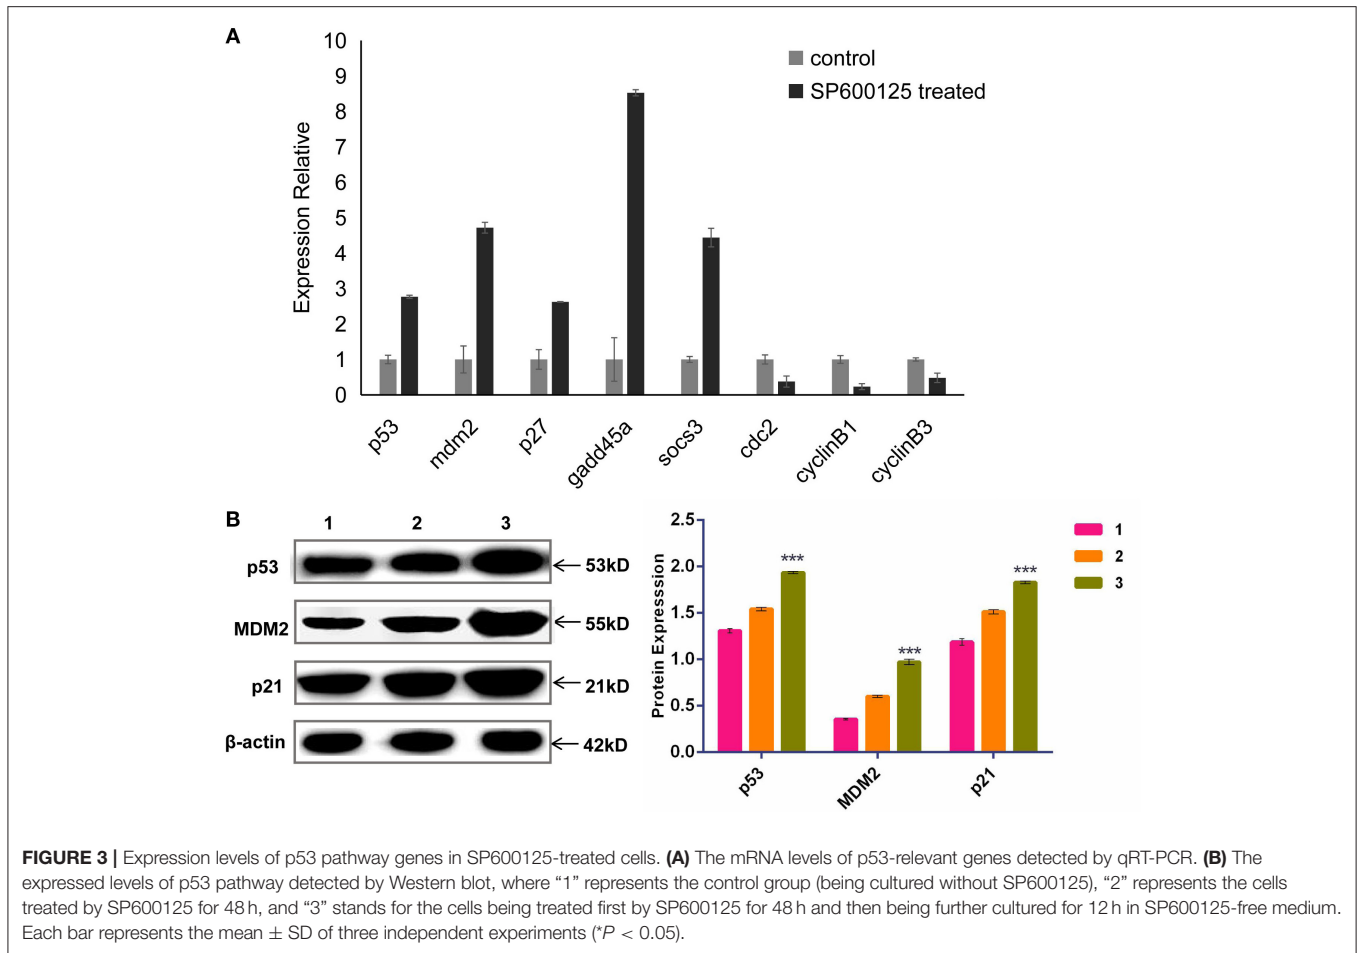 A
10
9
8
7
6
5
4
3
2
1
0
Expression Relative
control
SP600125 treated
p53
mdm2
p27
gadd45a
socs3
cdc2
cyclinB1
cyclinB3
B
1 2 3
p53
53kD
MDM2
55kD
p21
21kD
β-actin
42kD
2.5
2.0
1.5
1.0
0.5
0.0
Protein Expresssion
***
***
***
p53
MDM2
p21
1
2
3
FIGURE 3 | Expression levels of p53 pathway genes in SP600125-treated cells. (A) The mRNA levels of p53-relevant genes detected by qRT-PCR. (B) The
expressed levels of p53 pathway detected by Western blot, where “1” represents the control group (being cultured without SP600125), “2” represents the cells
treated by SP600125 for 48 h, and “3” stands for the cells being treated first by SP600125 for 48 h and then being further cultured for 12 h in SP600125-free medium.
Each bar represents the mean ± SD of three independent experiments (*P < 0.05).